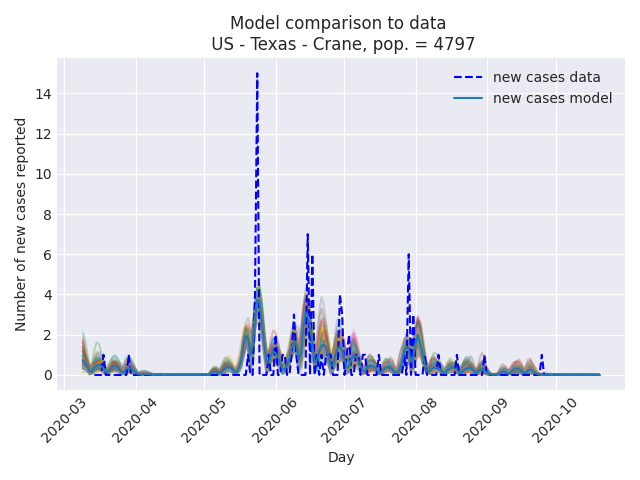 Model comparison to data
US - Texas - Crane, pop. = 4797
new cases data
new cases model
Number of new cases reported
14
12
10
8
6
4
2
0
2020-03
2020-04
2020-05
2020-06
2020-07
2020-08
2020-09
2020-10
Day